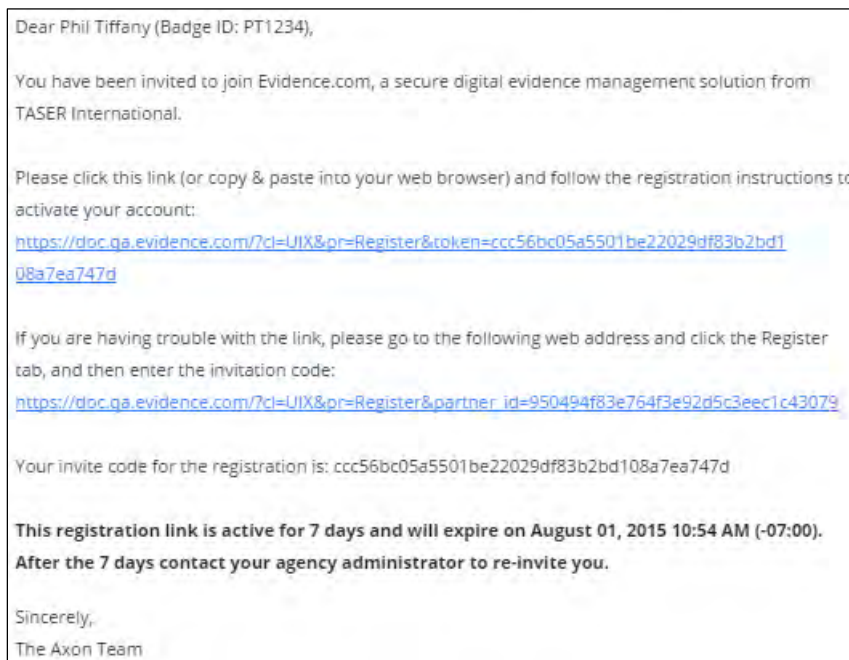 Dear Phil Tiffany (Badge ID: PT1234),
You have been invited to join Evidence.com, a secure digital evidence management solution from
TASER International.
Please click this link (or copy & paste into your web browser) and follow the registration instructions to
activate your account:
https://doc.qa.evidence.com/?cl=UIX&pr=Register&token=ccc56bc05a5501be22029df83b2bd1
08a7ea747d
If you are having trouble with the link, please go to the following web address and click the Register
tab, and then enter the invitation code:
https://doc.qa.evidence.com/?cl=UIX&pr=Register&partner_id=950494f83e764f3e92d5c3eec1c43079
Your invite code for the registration is: ccc56bc05a5501be22029df83b2bd108a7ea747d
This registration link is active for 7 days and will expire on August 01, 2015 10:54 AM (-07:00).
After the 7 days contact your agency administrator to re-invite you.
Sincerely,
The Axon Team